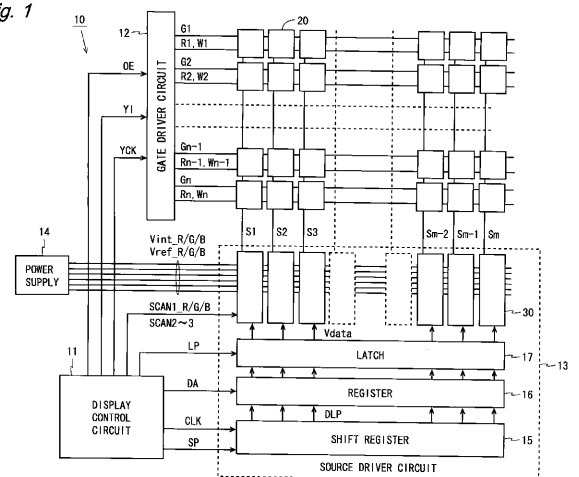 ig. 1
10
12
20
G1
R1, W1
OE
G2
R2, W2
YI
GATE DRIVER CIRCUIT
YCK
Gn-1
Rn-1, Wn-1
Gn
Rn, Wn
14
S1
S2
S3
Sm-2
Sm-1
Sm
Vint_R/G/B
Vref_R/G/B
POWER SUPPLY
30
SCAN1_R/G/B
SCAN2~3
Vdata
11
LP
LATCH
17
13
DA
REGISTER
16
DISPLAY CONTROL CIRCUIT
DLP
CLK
SHIFT REGISTER
15
SP
SOURCE DRIVER CIRCUIT